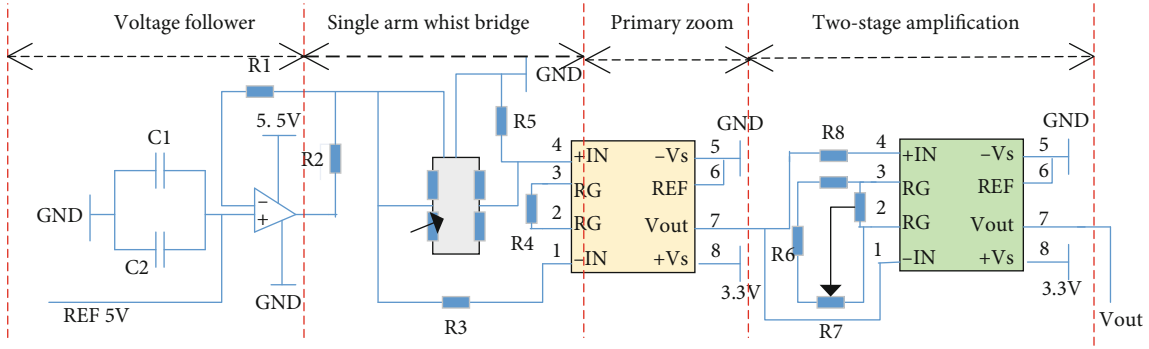 Voltage follower
Single arm whist bridge
Primary zoom
Two-stage amplification
R1
GND
5. 5V
R5
GND
C1
R2
4
+IN
–Vs
5
3
RG
REF
6
2
RG
Vout
7
1
–IN
+Vs
8
R8
4
+IN
–Vs
5
GND
3
RG
REF
6
2
RG
Vout
7
1
–IN
+Vs
8
GND
–
+
R4
R6
C2
GND
3.3V
3.3V
REF 5V
R3
R7
Vout